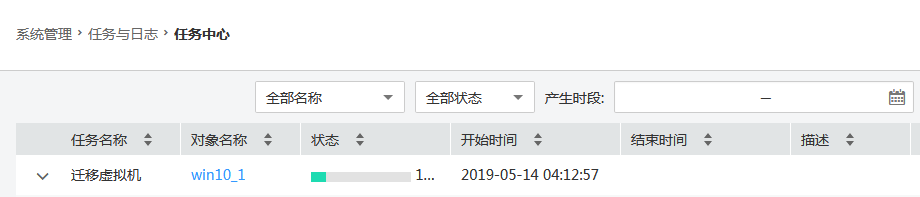 系统管理 > 任务与日志 > 任务中心
全部名称 全部状态 产生时段: —
任务名称 对象名称 状态 开始时间 结束时间 描述
迁移虚拟机 win10_1 1... 2019-05-14 04:12:57